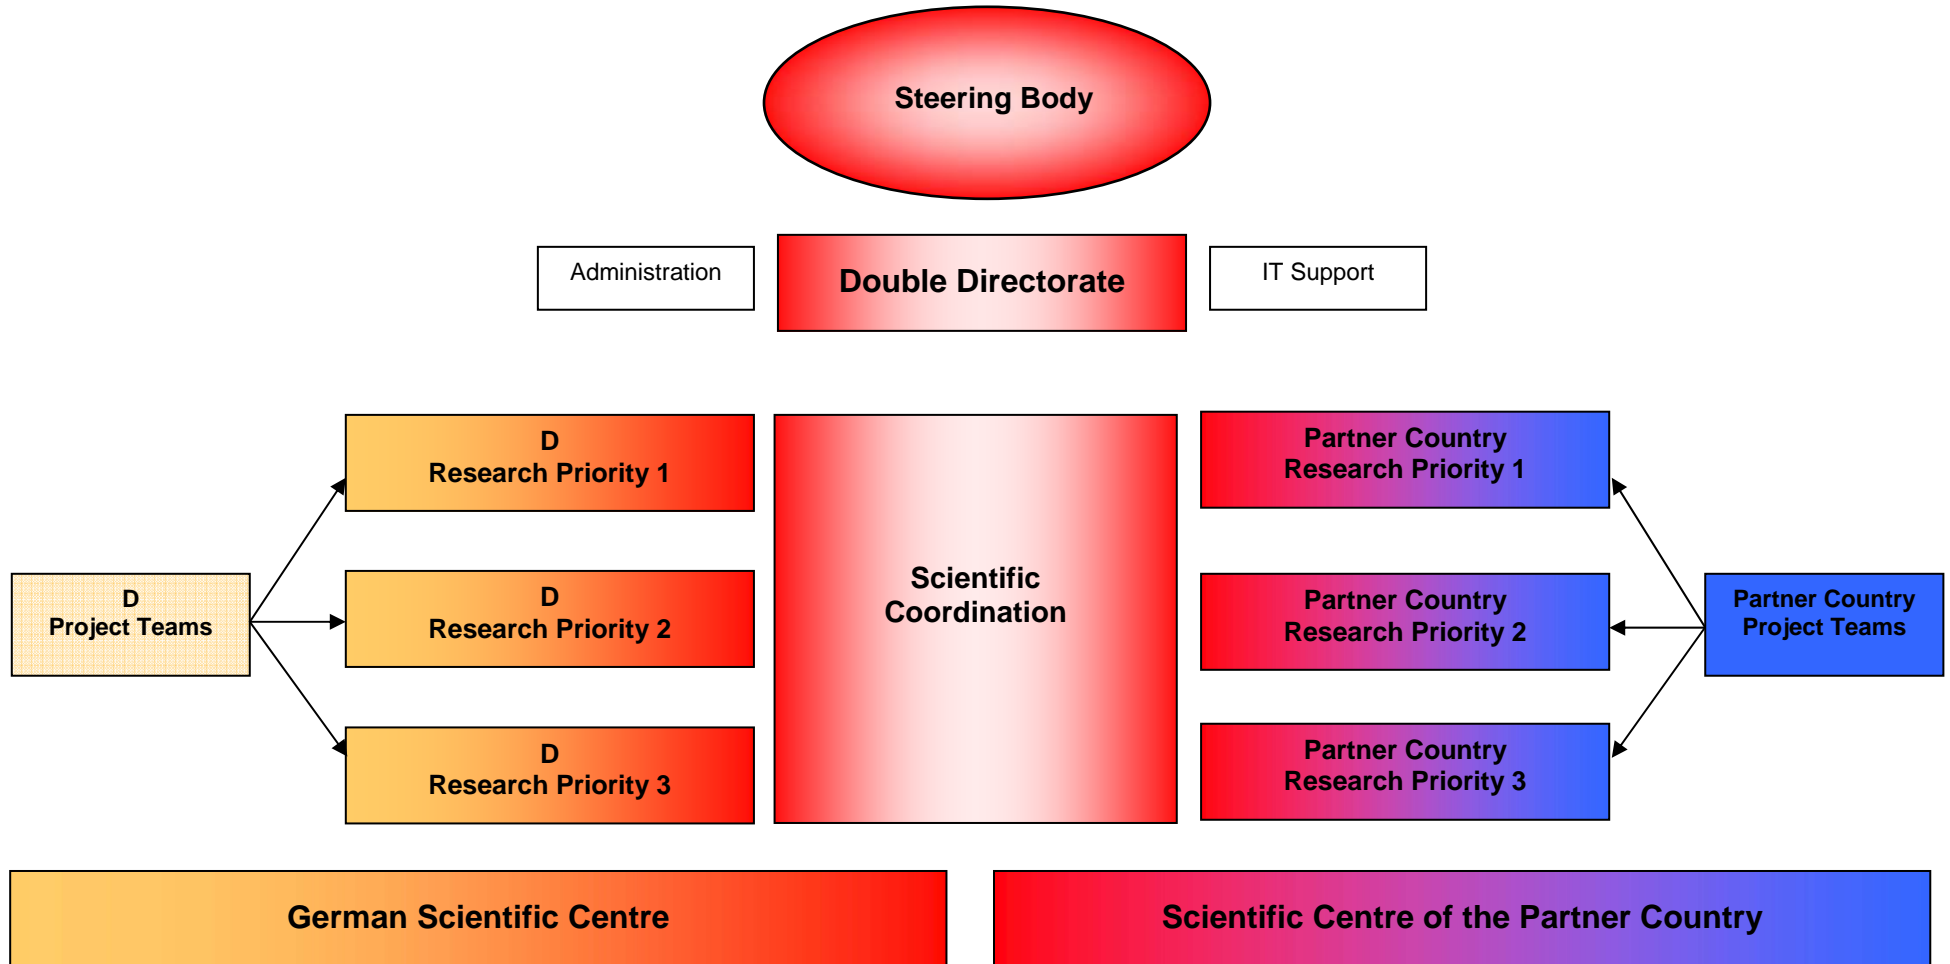 Steering Body
Administration
Double Directorate
IT Support
D
Research Priority 1
Partner Country
Research Priority 1
D
Project Teams
D
Research Priority 2
Scientific
Coordination
Partner Country
Research Priority 2
Partner Country
Project Teams
D
Research Priority 3
Partner Country
Research Priority 3
German Scientific Centre
Scientific Centre of the Partner Country